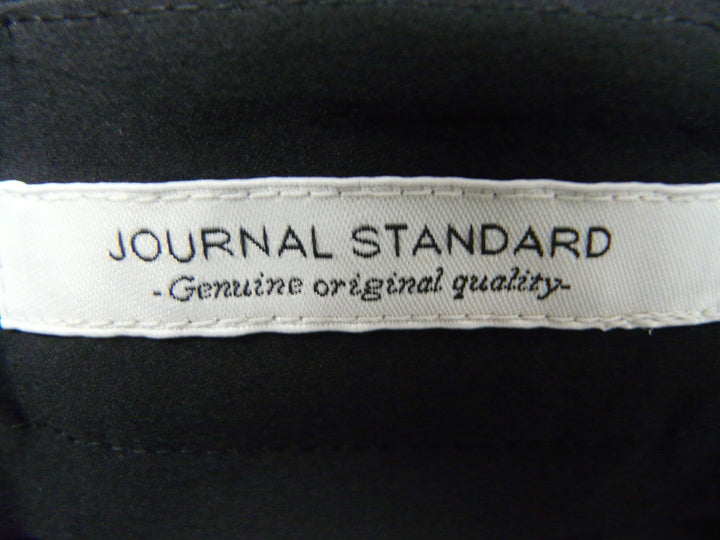 JOURNAL STANDARD
-Genuine original quality-